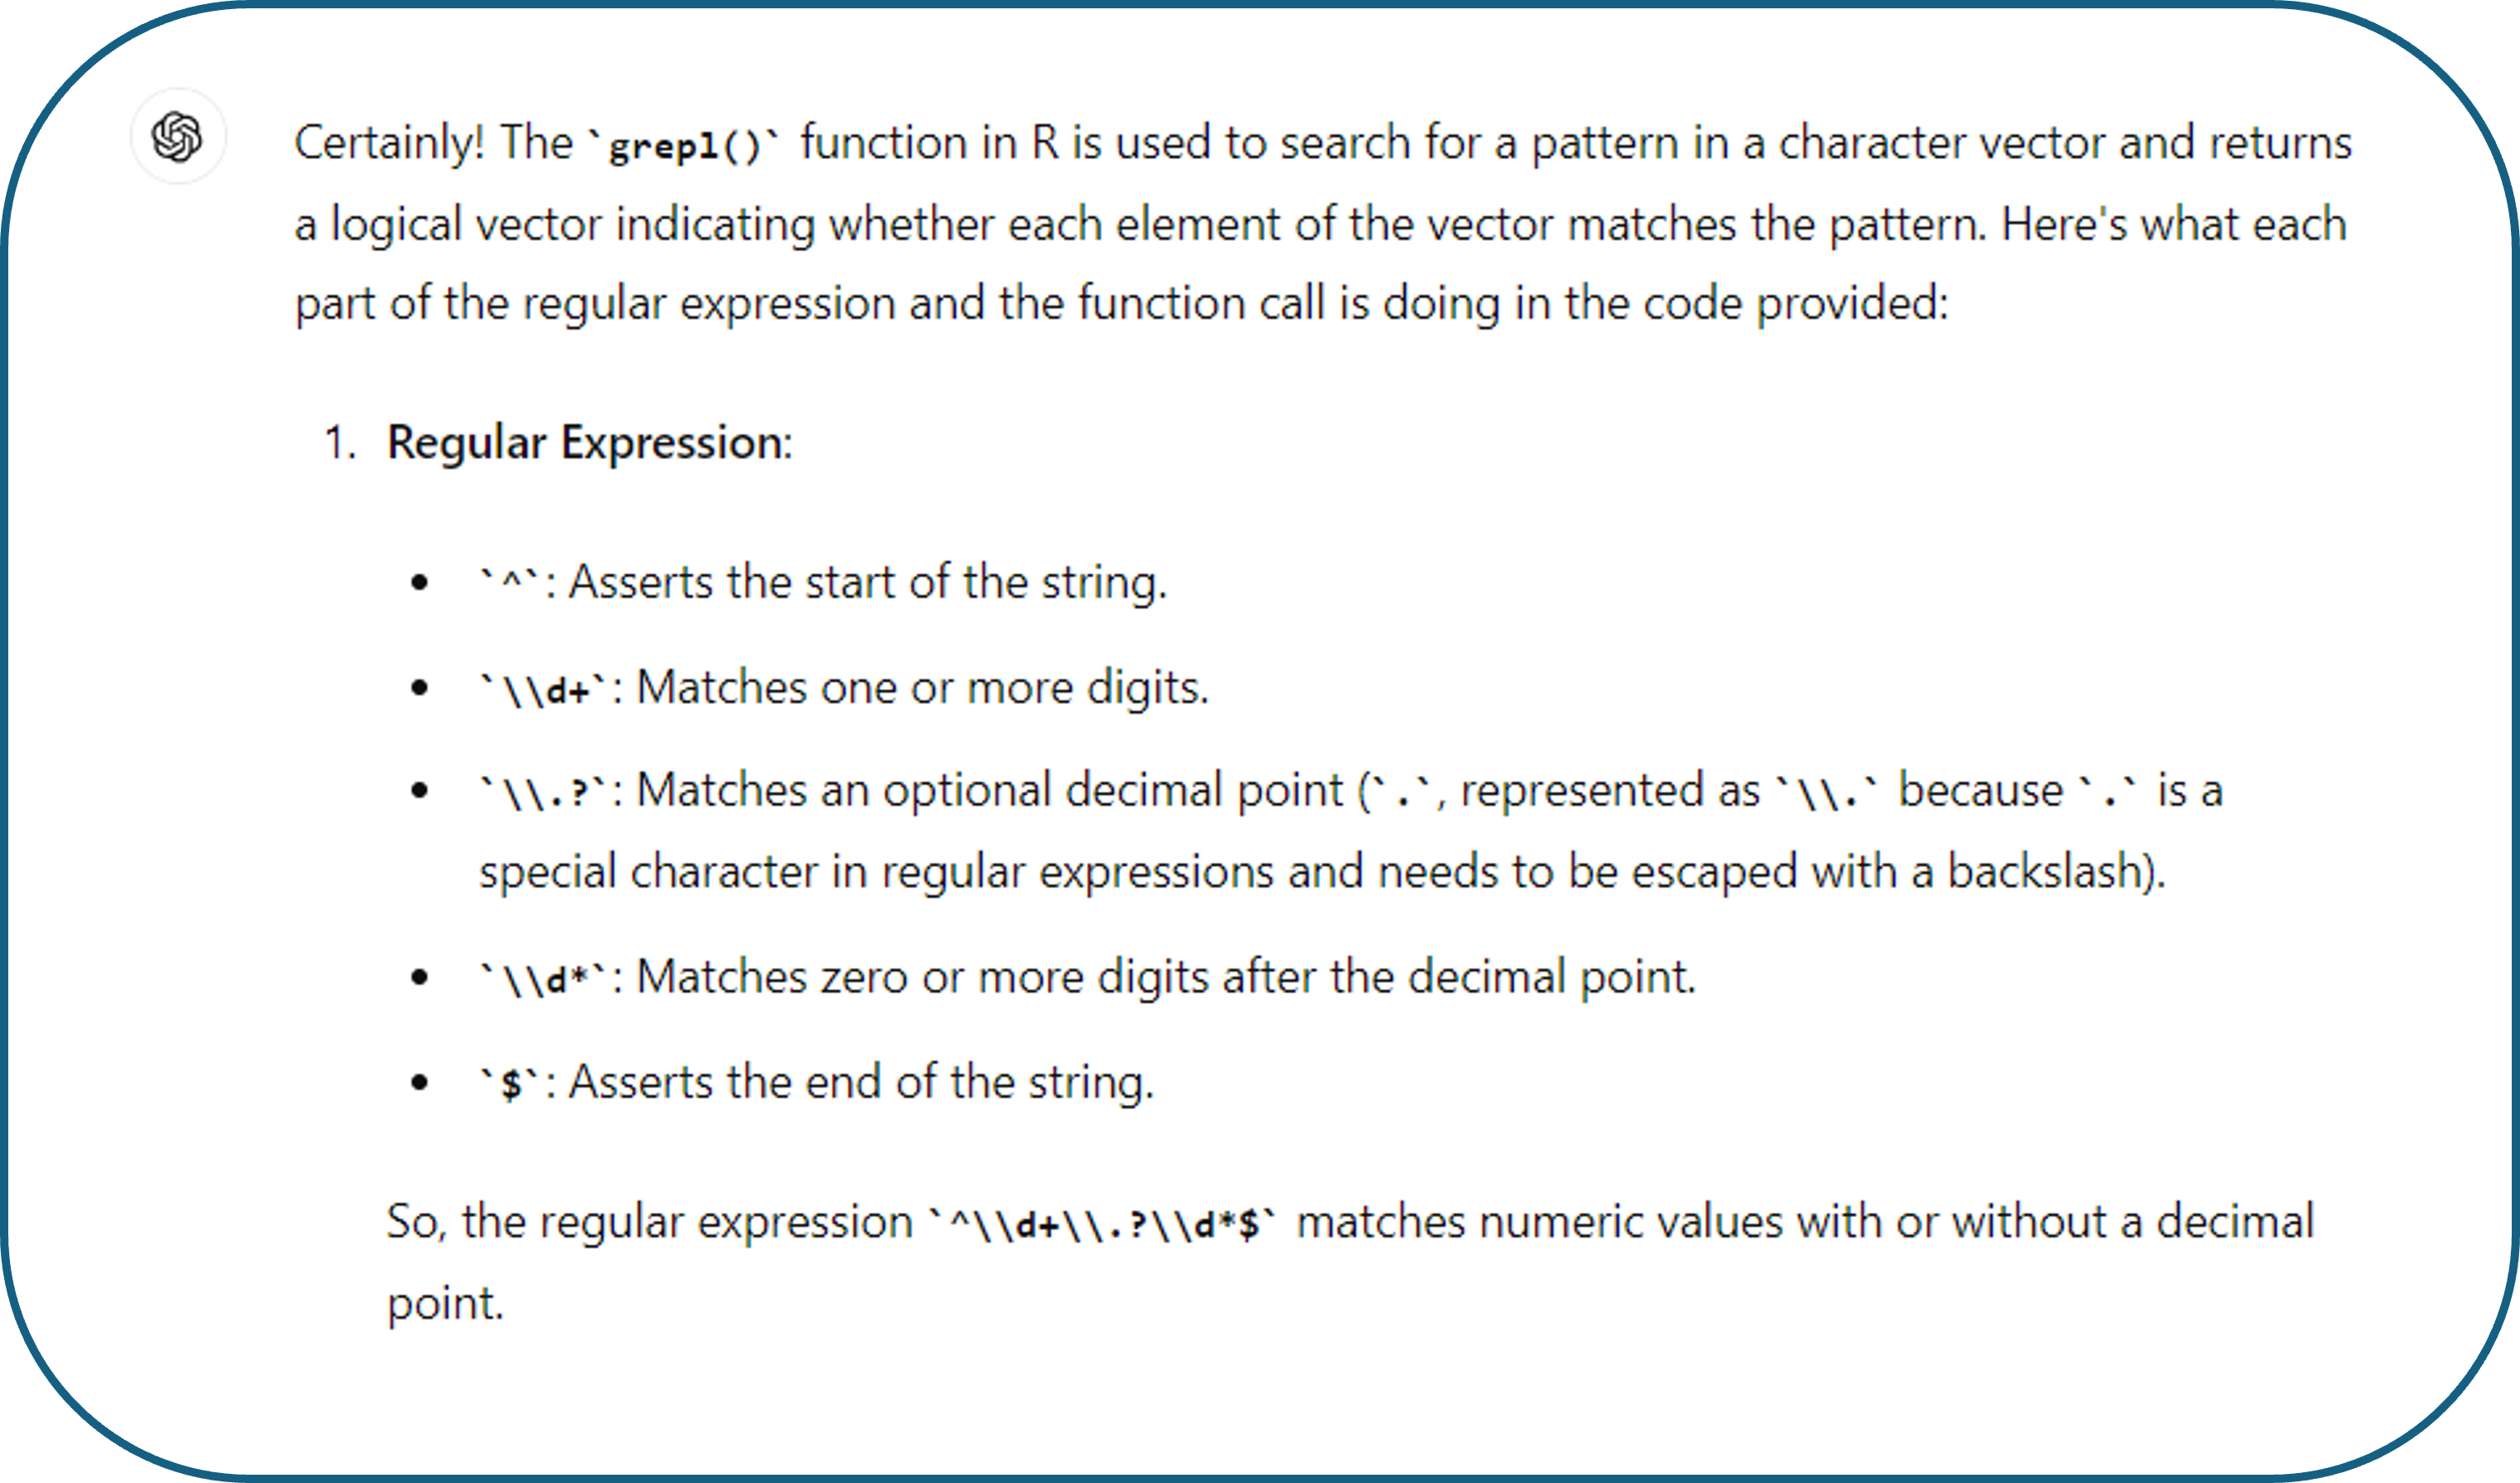 Certainly! The `grepl()` function in R is used to search for a pattern in a character vector and returns
a logical vector indicating whether each element of the vector matches the pattern. Here's what each
part of the regular expression and the function call is doing in the code provided:
1. Regular Expression:
• `^`: Asserts the start of the string.
• `\\d+`: Matches one or more digits.
• `\\.?`: Matches an optional decimal point (`.`, represented as `\\.` because `.` is a
special character in regular expressions and needs to be escaped with a backslash).
• `\\d*`: Matches zero or more digits after the decimal point.
• `$`: Asserts the end of the string.
So, the regular expression `^\\d+\\.?\\d*$` matches numeric values with or without a decimal
point.